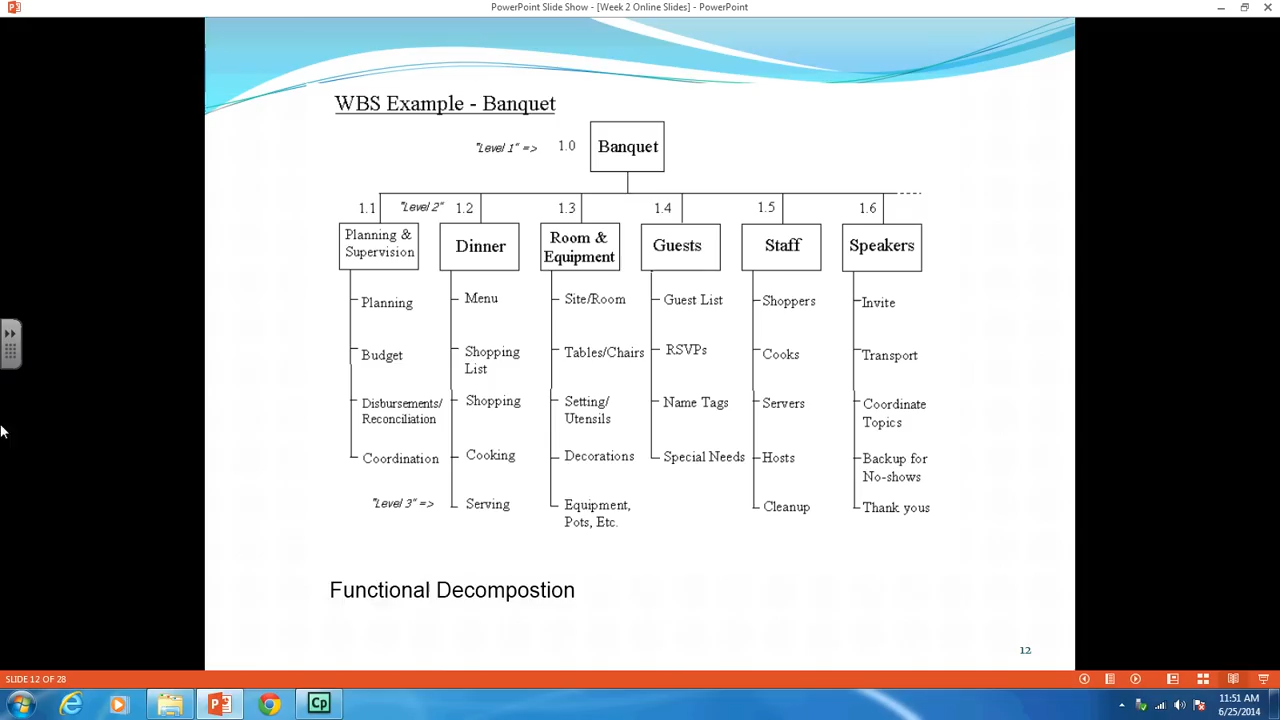 PowerPoint Slide Show - [Week 2 Online Slides] - PowerPoint
WBS Example - Banquet
"Level 1" =>
1.0
Banquet
1.1
"Level 2"
1.2
1.3
1.4
1.5
1.6
Planning &
Supervision
Dinner
Room &
Equipment
Guests
Staff
Speakers
Planning
Budget
Disbursements/
Reconciliation
Coordination
"Level 3" =>
Menu
Shopping
List
Shopping
Cooking
Serving
Site/Room
Tables/Chairs
Setting/
Utensils
Decorations
Equipment,
Pots, Etc.
Guest List
RSVPs
Name Tags
Special Needs
Shoppers
Cooks
Servers
Hosts
Cleanup
Invite
Transport
Coordinate
Topics
Backup for
No-shows
Thank yous
Functional Decompostion
12
SLIDE 12 OF 28
Cp
11:51 AM
6/25/2014